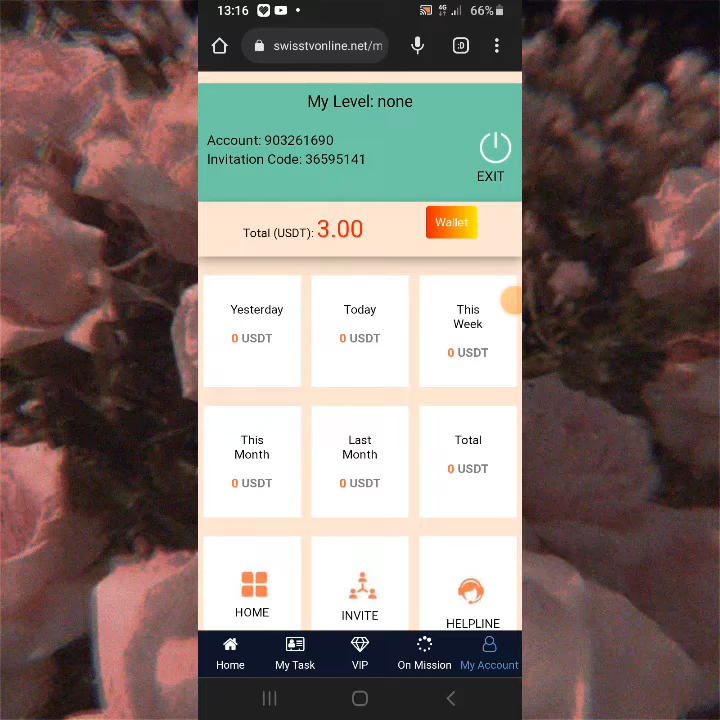 13:16
4G
66%
swisstvonline.net/m
:D
My Level: none
Account: 903261690
Invitation Code: 36595141
EXIT
Total (USDT): 3.00
Wallet
Yesterday
0 USDT
Today
0 USDT
This
Week
0 USDT
This
Month
0 USDT
Last
Month
0 USDT
Total
0 USDT
HOME
INVITE
HELPLINE
Home
My Task
VIP
On Mission
My Account